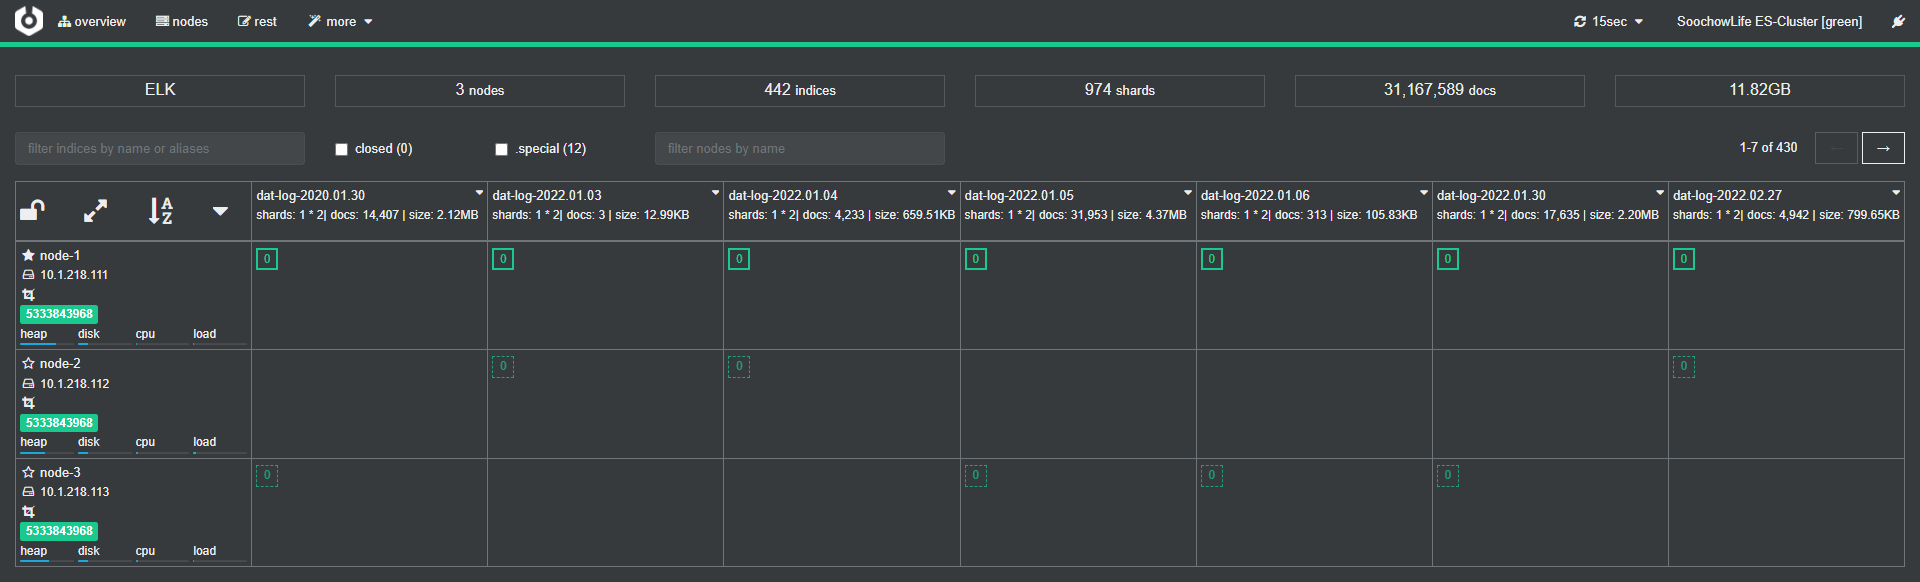 overview nodes rest more 15sec SoochowLife ES-Cluster [green]
ELK 3 nodes 442 indices 974 shards 31,167,589 docs 11.82GB
filter indices by name or aliases closed (0) .special (12) filter nodes by name 1-7 of 430 ← →
dat-log-2020.01.30 dat-log-2022.01.03 dat-log-2022.01.04 dat-log-2022.01.05 dat-log-2022.01.06 dat-log-2022.01.30 dat-log-2022.02.27
shards: 1 * 2| docs: 14,407 | size: 2.12MB shards: 1 * 2| docs: 3 | size: 12.99KB shards: 1 * 2| docs: 4,233 | size: 659.51KB shards: 1 * 2| docs: 31,953 | size: 4.37MB shards: 1 * 2| docs: 313 | size: 105.83KB shards: 1 * 2| docs: 17,635 | size: 2.20MB shards: 1 * 2| docs: 4,942 | size: 799.65KB
node-1 0 0 0 0 0 0 0
10.1.218.111
5333843968
heap disk cpu load
node-2 0 0 0
10.1.218.112
5333843968
heap disk cpu load
node-3 0 0 0 0
10.1.218.113
5333843968
heap disk cpu load